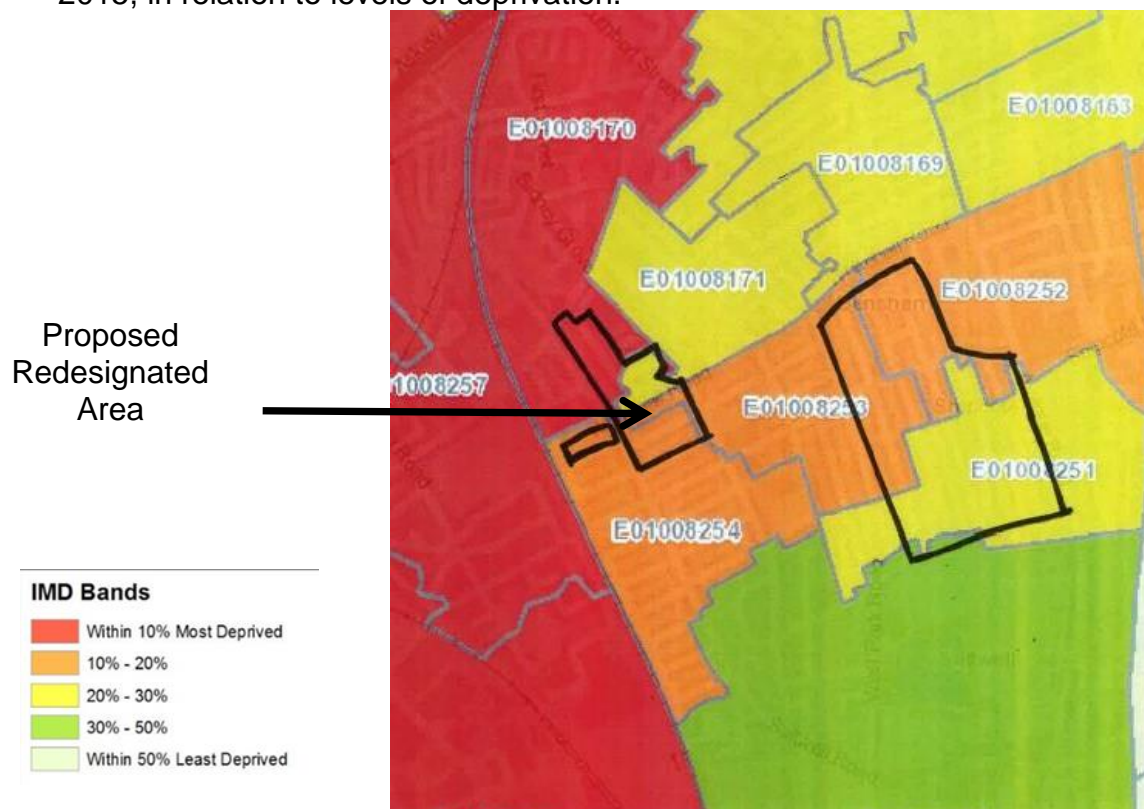 2015, in relation to levels of deprivation.
E01008170
E01008163
E01008169
E01008171
E01008252
Proposed
Redesignated
Area
1008257
E01008253
E01008251
E01008254
IMD Bands
Within 10% Most Deprived
10% - 20%
20% - 30%
30% - 50%
Within 50% Least Deprived